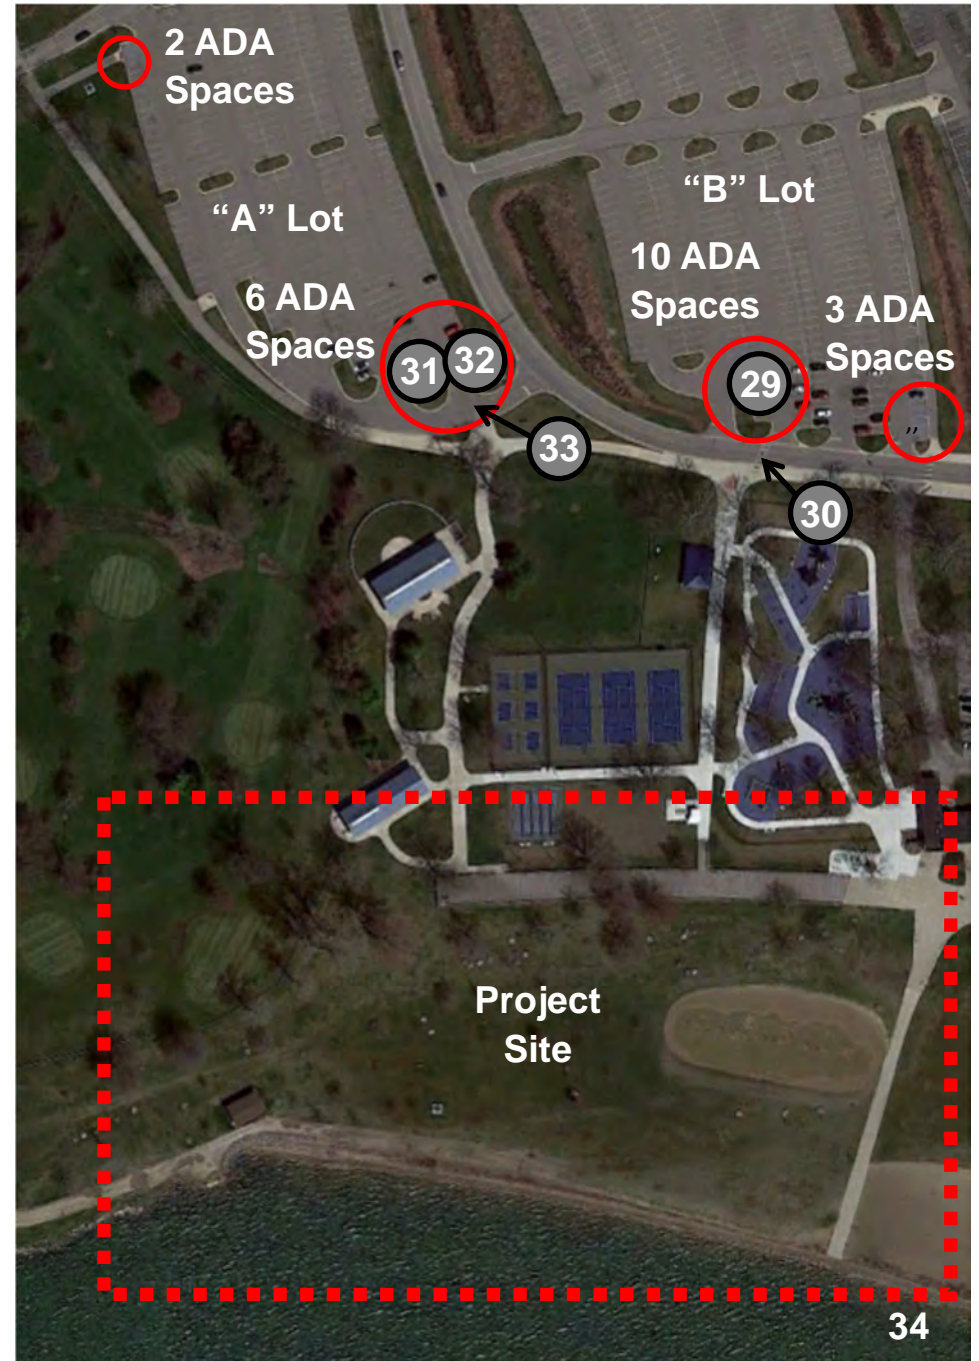 2 ADA
Spaces
“A” Lot
“B” Lot
10 ADA
Spaces
6 ADA
Spaces
3 ADA
Spaces
31
32
29
”
33
30
Project
Site
34